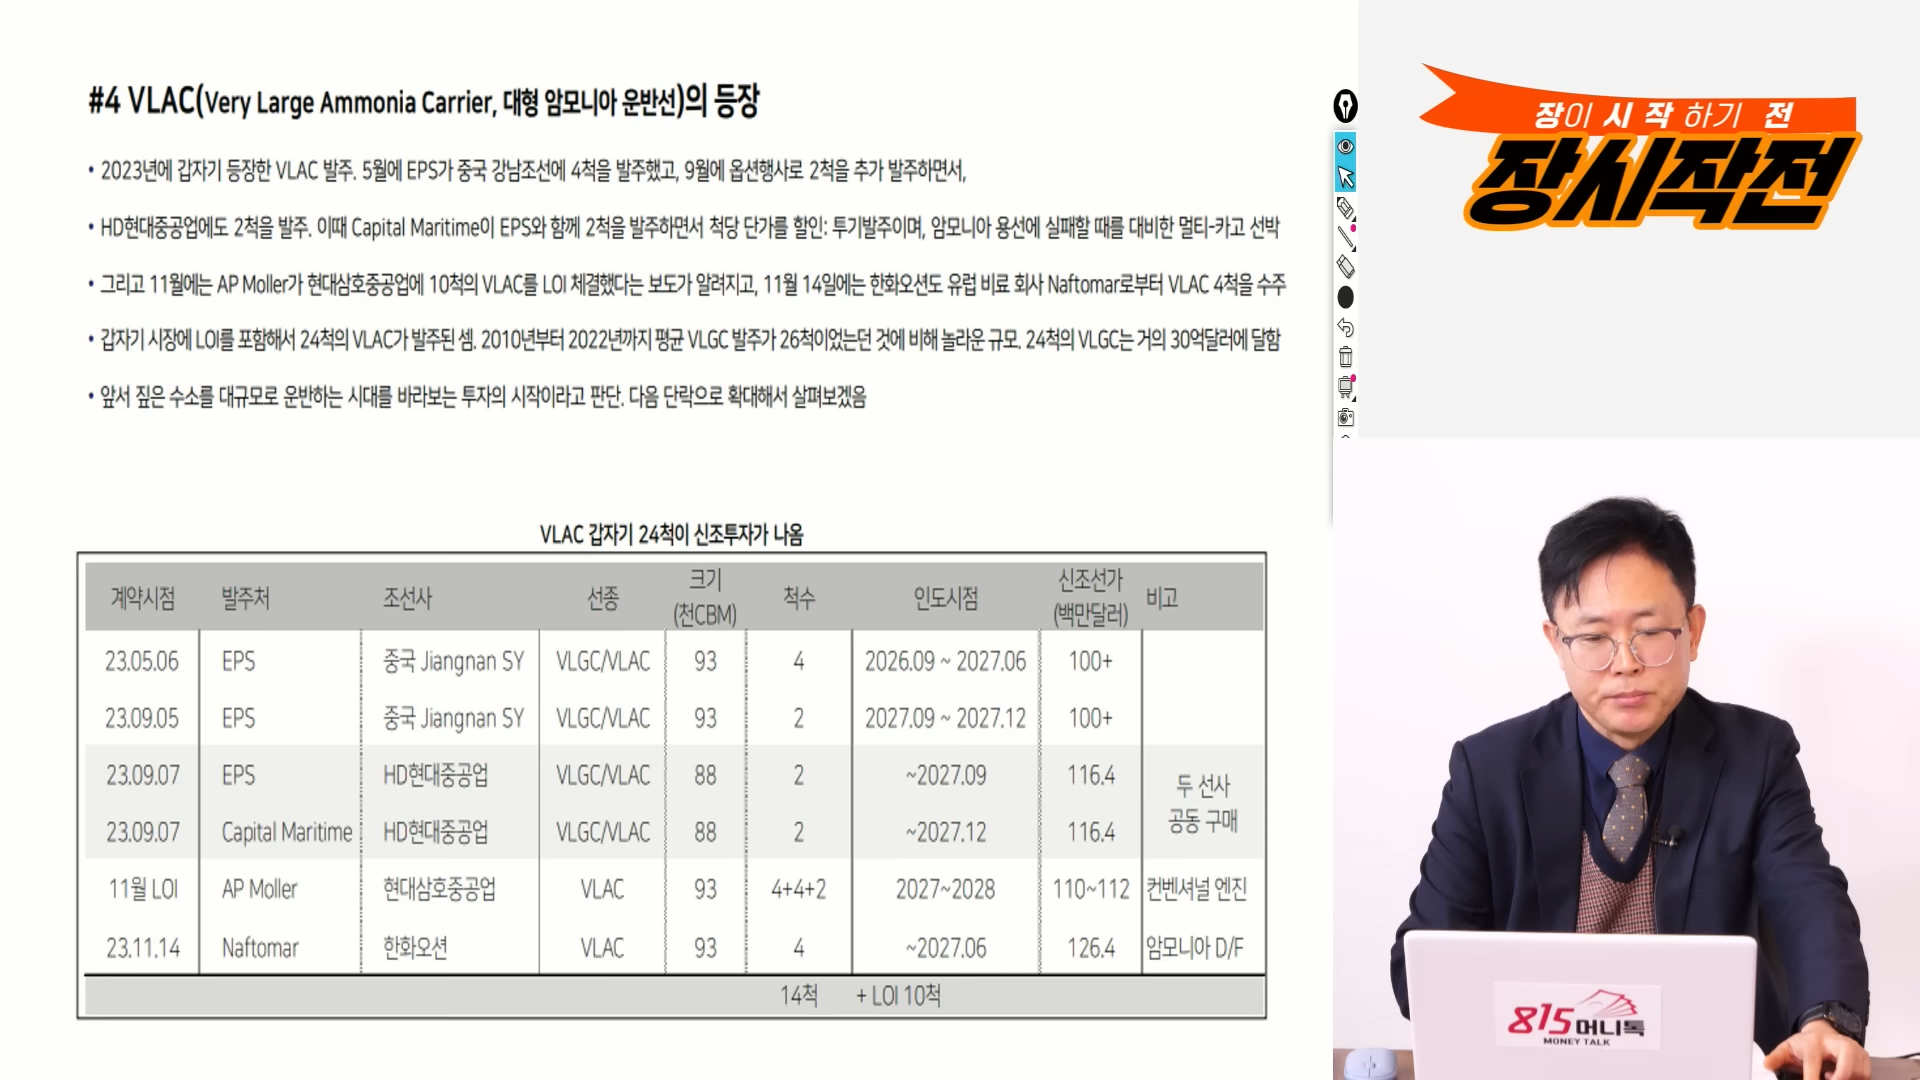 #4 VLAC(Very Large Ammonia Carrier, 대형 암모니아 운반선)의 등장
• 2023년에 갑자기 등장한 VLAC 발주. 5월에 EPS가 중국 강남조선에 4척을 발주했고, 9월에 옵션행사로 2척을 추가 발주하면서,
• HD현대중공업에도 2척을 발주. 이때 Capital Maritime이 EPS와 함께 2척을 발주하면서 척당 단가를 할인: 투기발주이며, 암모니아 용선에 실패할 때를 대비한 멀티-카고 선박
• 그리고 11월에는 AP Moller가 현대삼호중공업에 10척의 VLAC를 LOI 체결했다는 보도가 알려지고, 11월 14일에는 한화오션도 유럽 비료 회사 Naftomar로부터 VLAC 4척을 수주
• 갑자기 시장에 LOI를 포함해서 24척의 VLAC가 발주된 셈. 2010년부터 2022년까지 평균 VLGC 발주가 26척이었는던 것에 비해 놀라운 규모. 24척의 VLGC는 거의 30억달러에 달함
• 앞서 짚은 수소를 대규모로 운반하는 시대를 바라보는 투자의 시작이라고 판단. 다음 단락으로 확대해서 살펴보겠음
VLAC 갑자기 24척이 신조투자가 나옴
계약시점 발주처 조선사 선종 크기 (천CBM) 척수 인도시점 신조선가 (백만달러) 비고
23.05.06 EPS 중국 Jiangnan SY VLGC/VLAC 93 4 2026.09 ~ 2027.06 100+
23.09.05 EPS 중국 Jiangnan SY VLGC/VLAC 93 2 2027.09 ~ 2027.12 100+
23.09.07 EPS HD현대중공업 VLGC/VLAC 88 2 ~2027.09 116.4 두 선사 공동 구매
23.09.07 Capital Maritime HD현대중공업 VLGC/VLAC 88 2 ~2027.12 116.4
11월 LOI AP Moller 현대삼호중공업 VLAC 93 4+4+2 2027~2028 110~112 컨벤셔널 엔진
23.11.14 Naftomar 한화오션 VLAC 93 4 ~2027.06 126.4 암모니아 D/F
14척 + LOI 10척
장이 시작하기 전
장시작전
815머니톡
MONEY TALK